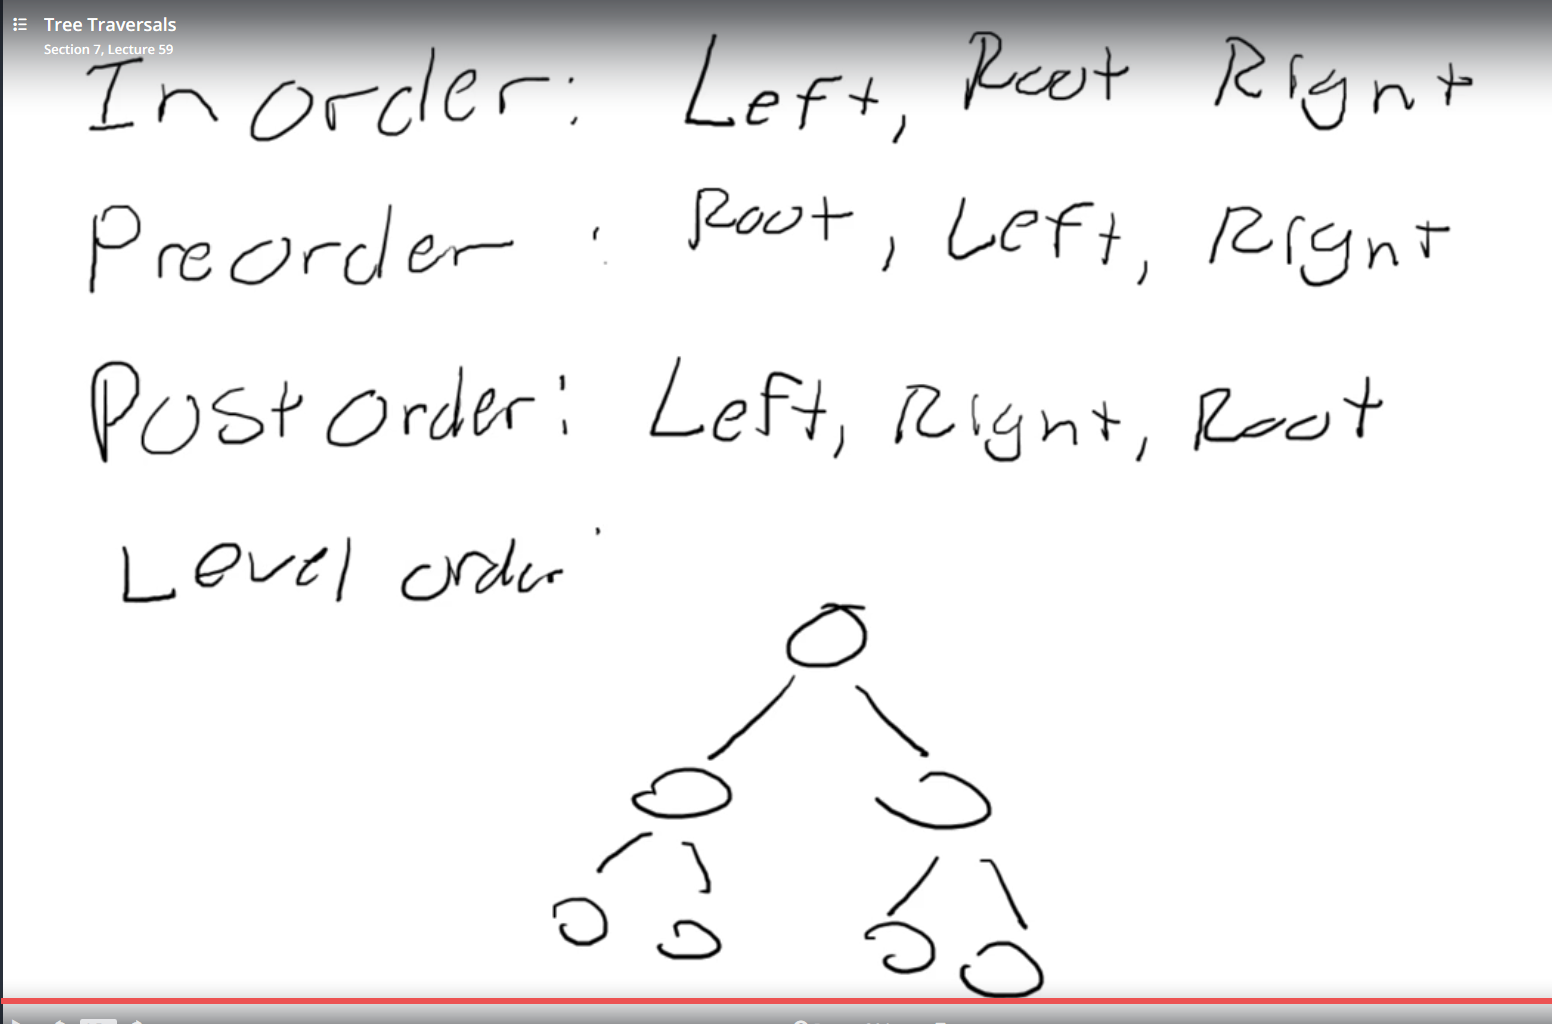 Tree Traversals
Section 7, Lecture 59
Inorder: Left, Root Right
Preorder: Root, Left, Right
Postorder: Left, Right, Root
Level order: